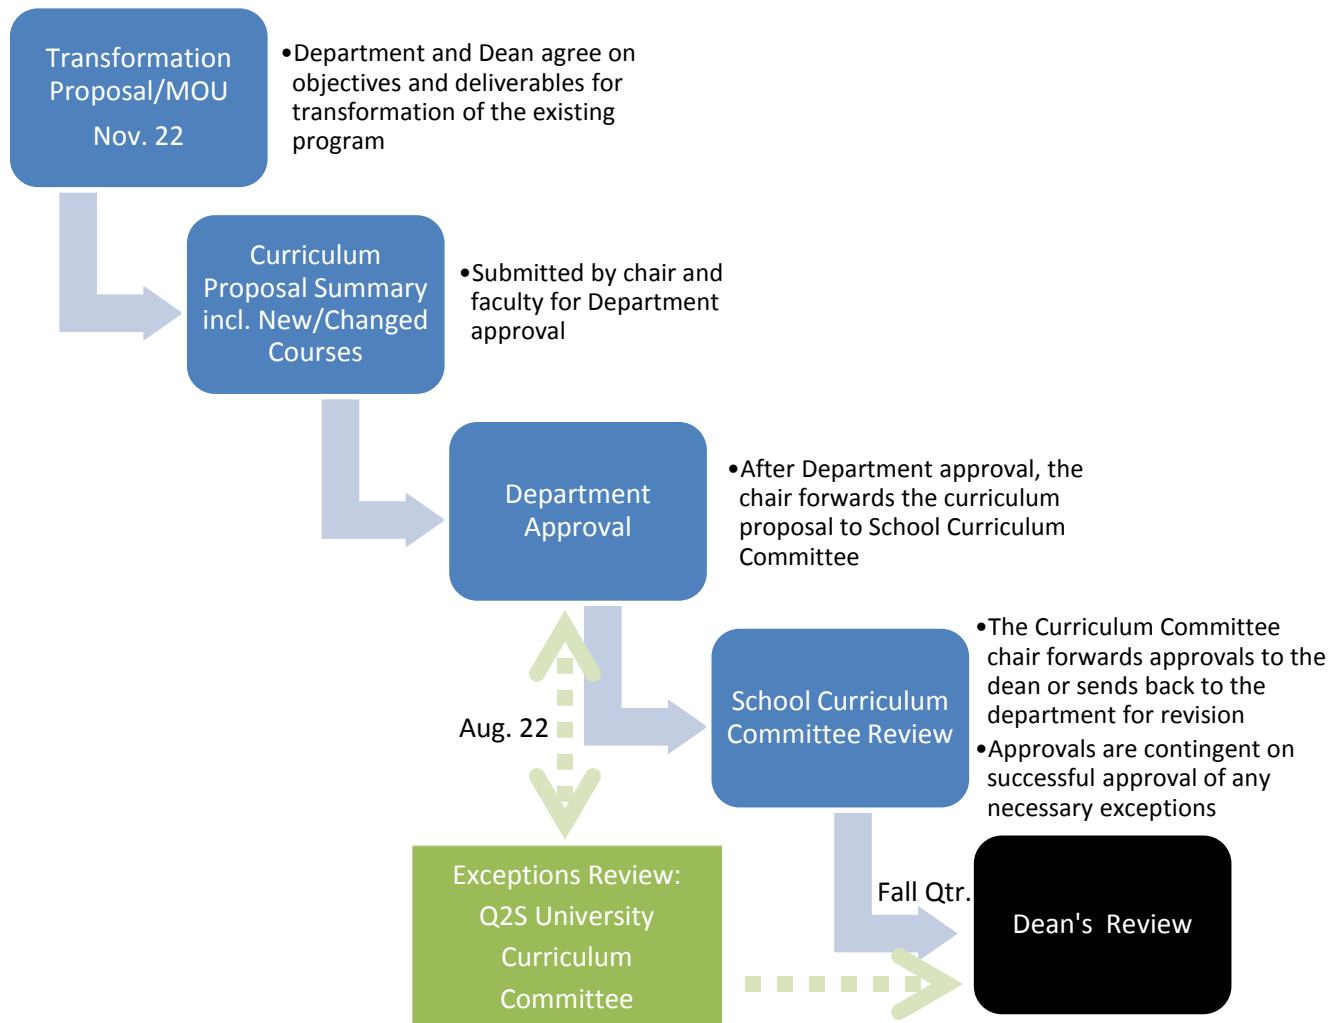 Transformation
Proposal/MOU
Nov. 22
•Department and Dean agree on
objectives and deliverables for
transformation of the existing
program
Curriculum
Proposal Summary
incl. New/Changed
Courses
•Submitted by chair and
faculty for Department
approval
Department
Approval
•After Department approval, the
chair forwards the curriculum
proposal to School Curriculum
Committee
School Curriculum
Committee Review
•The Curriculum Committee
chair forwards approvals to the
dean or sends back to the
department for revision
•Approvals are contingent on
successful approval of any
necessary exceptions
Aug. 22
Exceptions Review:
Q2S University
Curriculum
Committee
Fall Qtr.
Dean's  Review